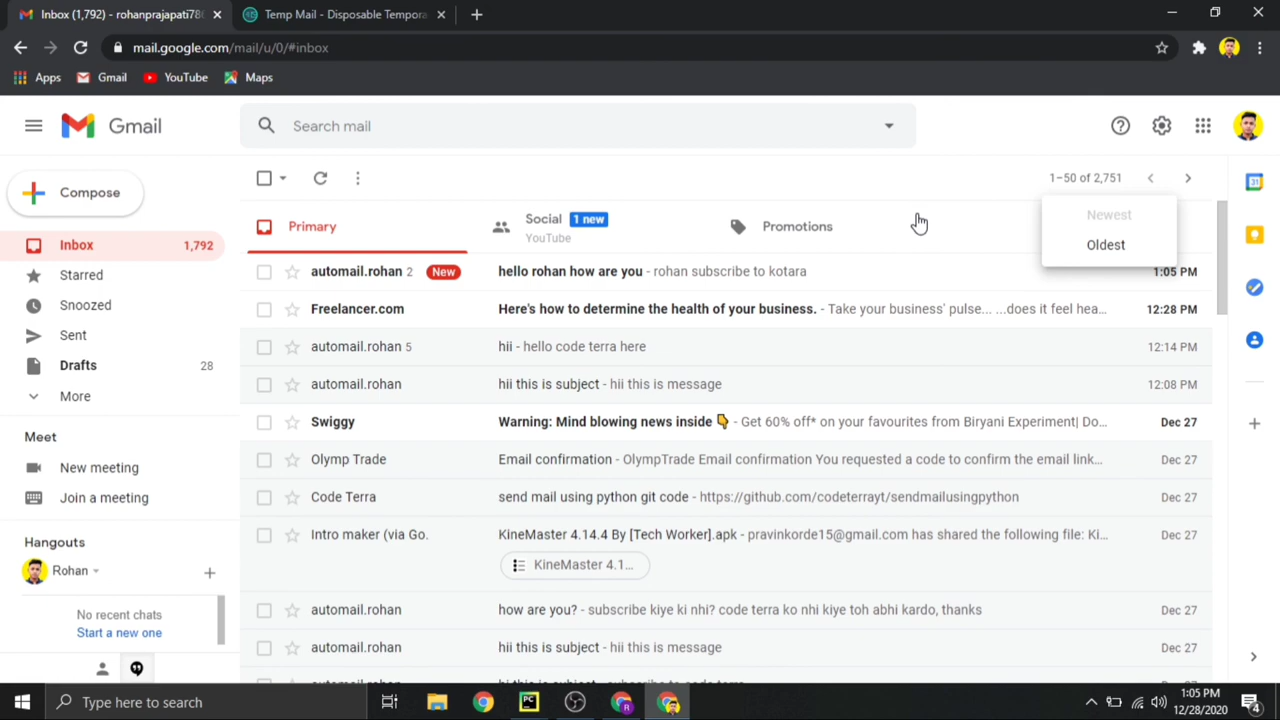 Inbox (1,792) - rohanprajapati786
Temp Mail - Disposable Tempora
mail.google.com/mail/u/0/#inbox
Apps Gmail YouTube Maps
Gmail
Search mail
Compose
1–50 of 2,751
Newest
Oldest
Primary
Social 1 new
YouTube
Promotions
Inbox 1,792
Starred
Snoozed
Sent
Drafts 28
More
Meet
New meeting
Join a meeting
Hangouts
Rohan
No recent chats
Start a new one
automail.rohan 2 New hello rohan how are you - rohan subscribe to kotara 1:05 PM
Freelancer.com Here's how to determine the health of your business. - Take your business' pulse... ...does it feel hea... 12:28 PM
automail.rohan 5 hii - hello code terra here 12:14 PM
automail.rohan hii this is subject - hii this is message 12:08 PM
Swiggy Warning: Mind blowing news inside 👇 - Get 60% off* on your favourites from Biryani Experiment| Do... Dec 27
Olymp Trade Email confirmation - OlympTrade Email confirmation You requested a code to confirm the email link... Dec 27
Code Terra send mail using python git code - https://github.com/codeterrayt/sendmailusingpython Dec 27
Intro maker (via Go. KineMaster 4.14.4 By [Tech Worker].apk - pravinkorde15@gmail.com has shared the following file: Ki... Dec 27
KineMaster 4.1...
automail.rohan how are you? - subscribe kiye ki nhi? code terra ko nhi kiye toh abhi kardo, thanks Dec 27
automail.rohan hii this is subject - hii this is message Dec 27
Type here to search
PC
R
1:05 PM
12/28/2020
4